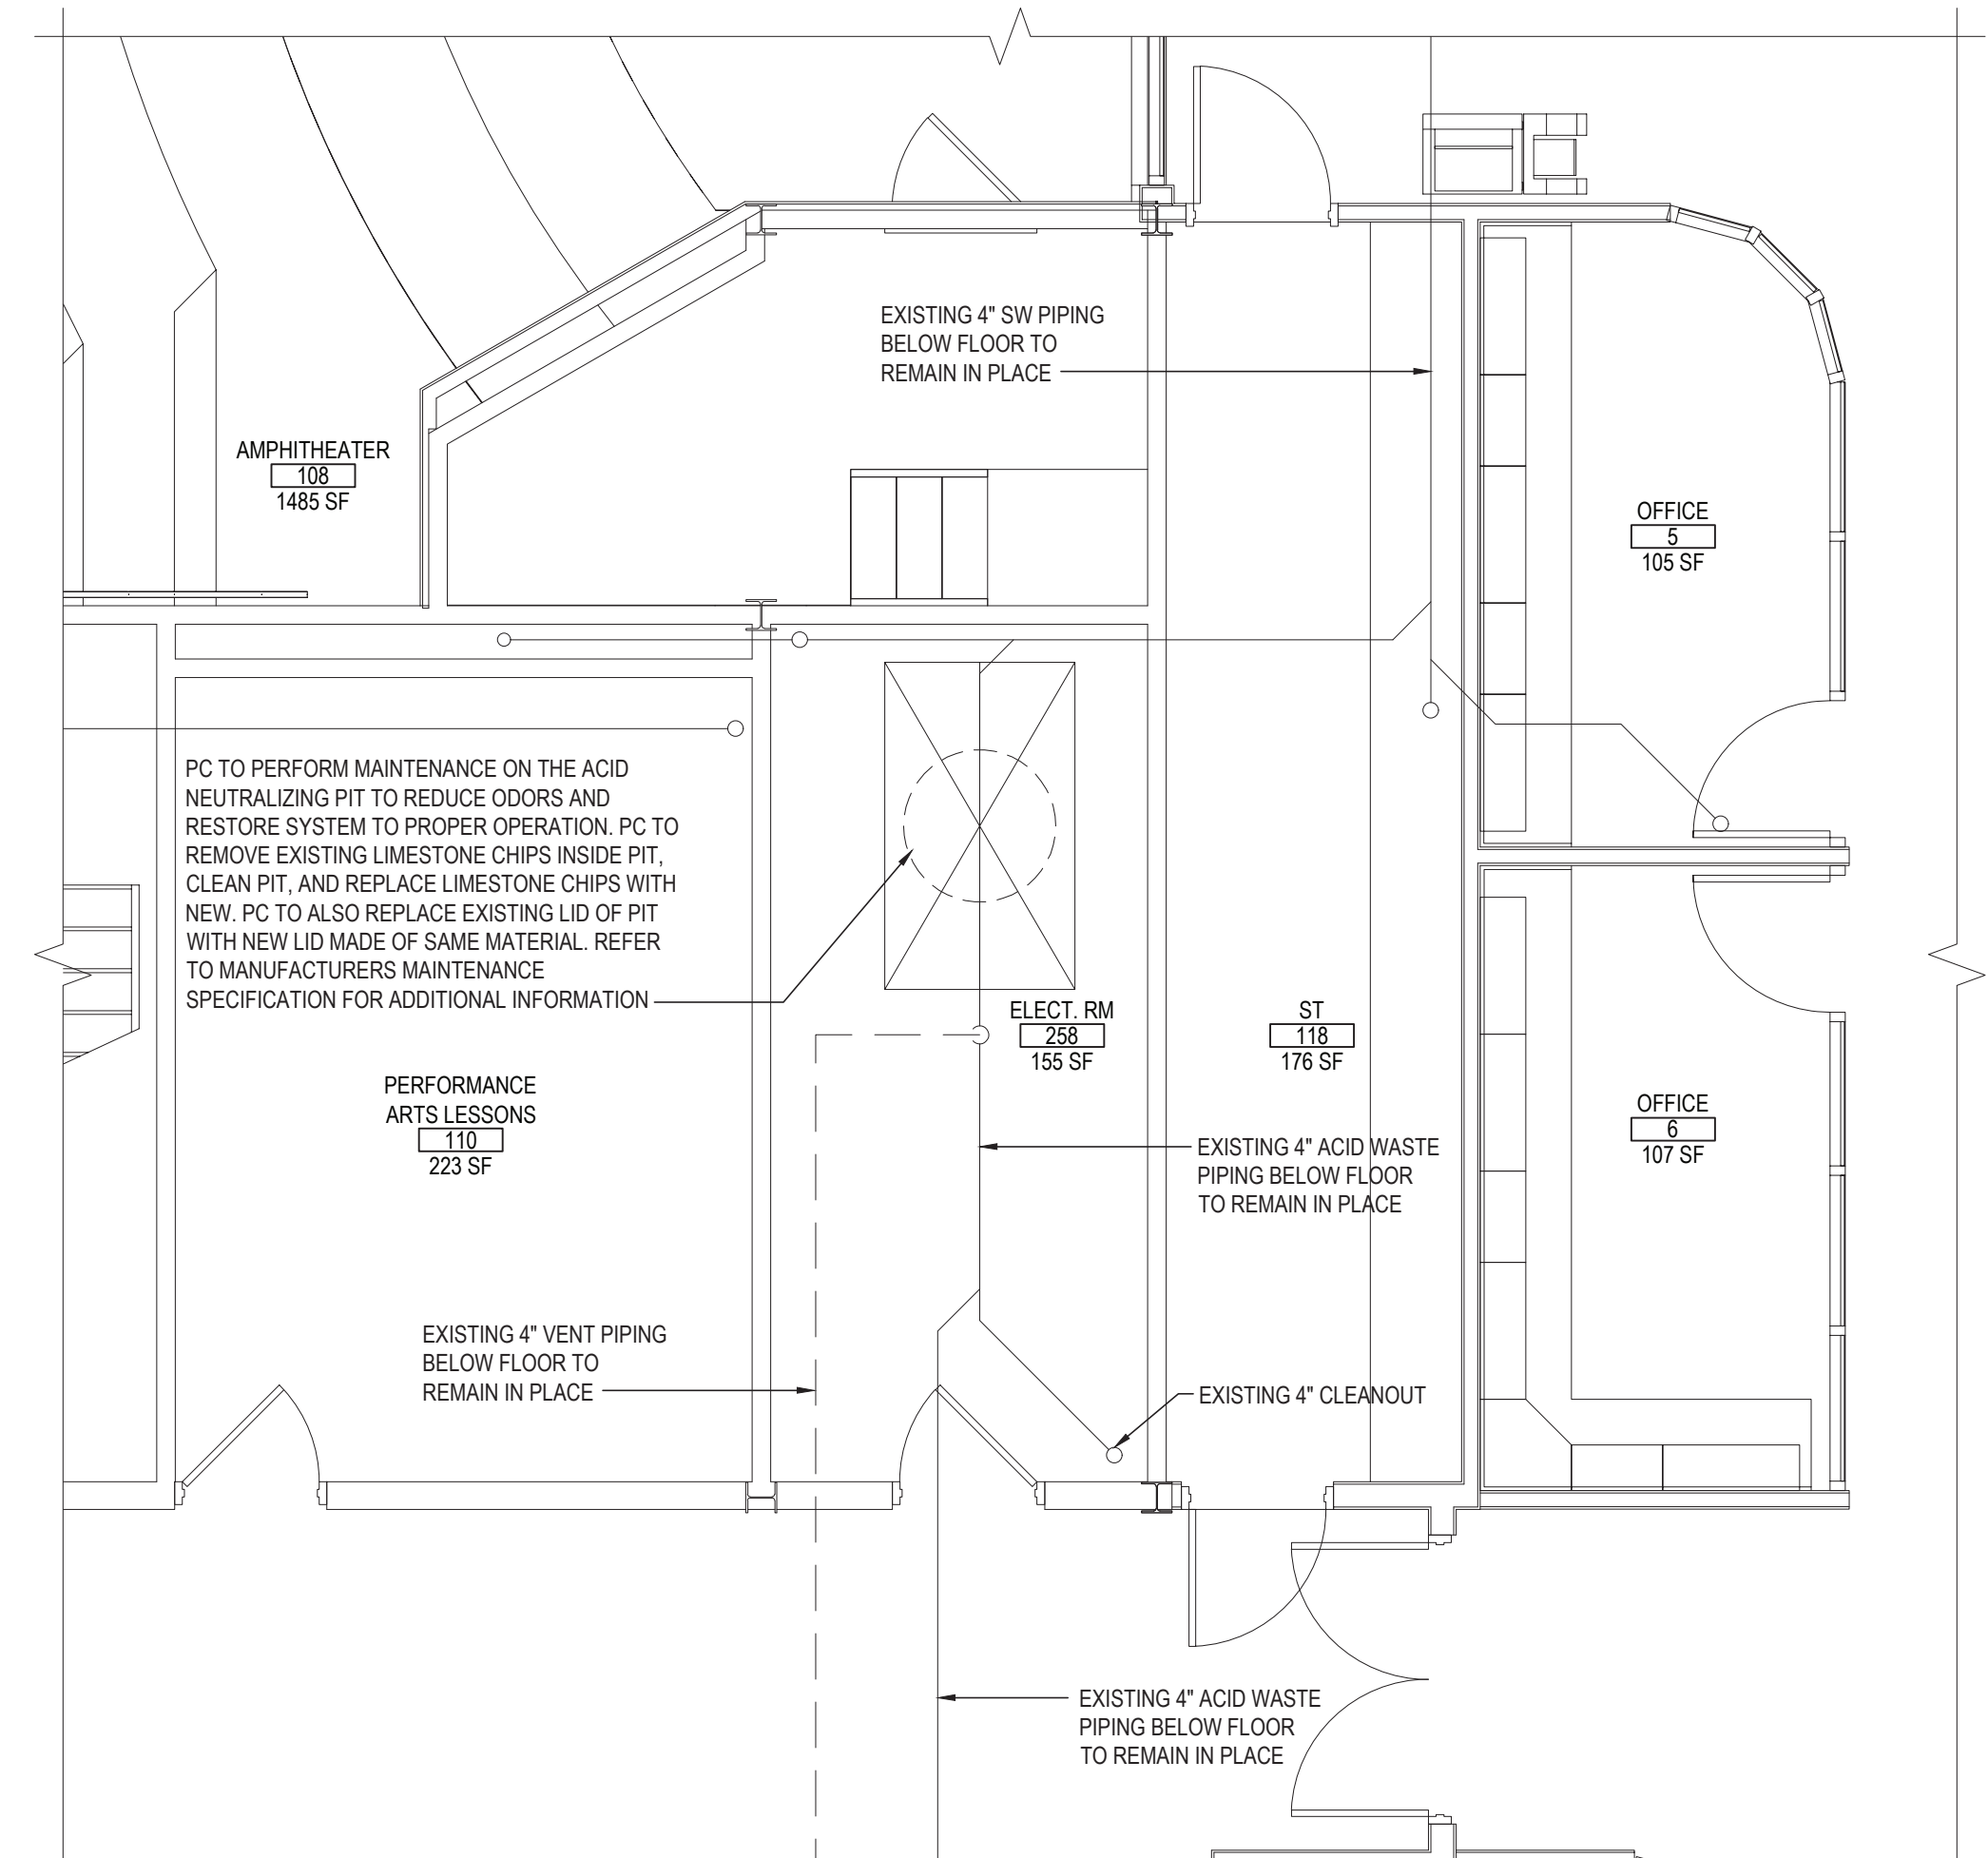 EXISTING 4" SW PIPING
BELOW FLOOR TO
REMAIN IN PLACE
AMPHITHEATER
108
1485 SF
OFFICE
5
105 SF
PC TO PERFORM MAINTENANCE ON THE ACID
NEUTRALIZING PIT TO REDUCE ODORS AND
RESTORE SYSTEM TO PROPER OPERATION. PC TO
REMOVE EXISTING LIMESTONE CHIPS INSIDE PIT,
CLEAN PIT, AND REPLACE LIMESTONE CHIPS WITH
NEW. PC TO ALSO REPLACE EXISTING LID OF PIT
WITH NEW LID MADE OF SAME MATERIAL. REFER
TO MANUFACTURERS MAINTENANCE
SPECIFICATION FOR ADDITIONAL INFORMATION
ELECT. RM
258
155 SF
ST
118
176 SF
PERFORMANCE
ARTS LESSONS
110
223 SF
OFFICE
6
107 SF
EXISTING 4" ACID WASTE
PIPING BELOW FLOOR
TO REMAIN IN PLACE
EXISTING 4" VENT PIPING
BELOW FLOOR TO
REMAIN IN PLACE
EXISTING 4" CLEANOUT
EXISTING 4" ACID WASTE
PIPING BELOW FLOOR
TO REMAIN IN PLACE